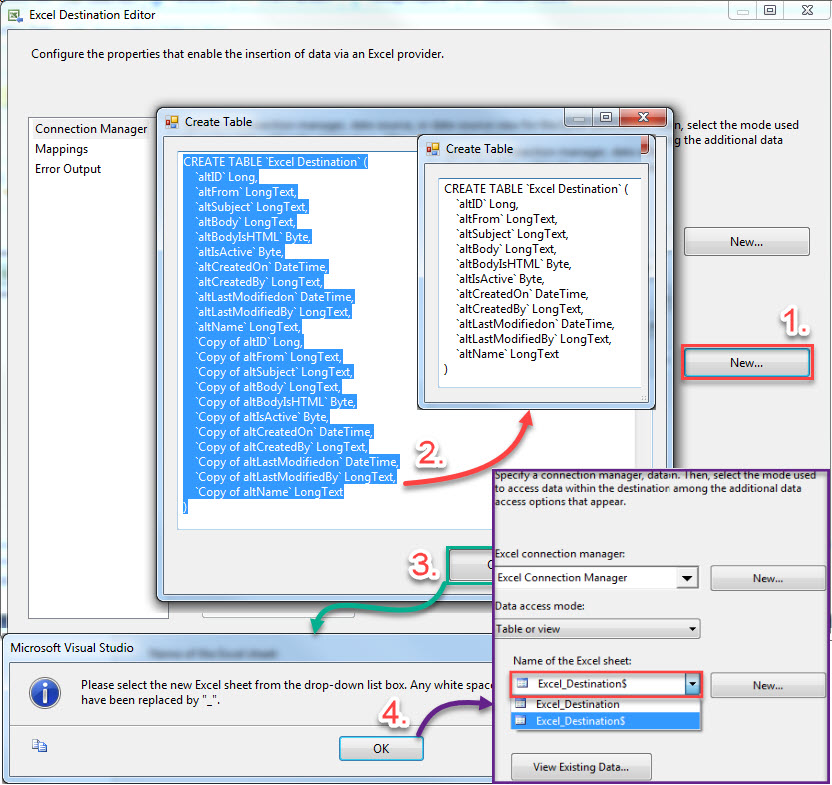 Excel Destination Editor
Configure the properties that enable the insertion of data via an Excel provider.
Connection Manager
Mappings
Error Output
n, select the mode used
g the additional data
New...
1.
New...
Create Table
CREATE TABLE `Excel Destination` (
`altID` Long,
`altFrom` LongText,
`altSubject` LongText,
`altBody` LongText,
`altBodyIsHTML` Byte,
`altIsActive` Byte,
`altCreatedOn` DateTime,
`altCreatedBy` LongText,
`altLastModifiedon` DateTime,
`altLastModifiedBy` LongText,
`altName` LongText,
`Copy of altID` Long,
`Copy of altFrom` LongText,
`Copy of altSubject` LongText,
`Copy of altBody` LongText,
`Copy of altBodyIsHTML` Byte,
`Copy of altIsActive` Byte,
`Copy of altCreatedOn` DateTime,
`Copy of altCreatedBy` LongText,
`Copy of altLastModifiedon` DateTime,
`Copy of altLastModifiedBy` LongText,
`Copy of altName` LongText
)
2.
Create Table
CREATE TABLE `Excel Destination` (
`altID` Long,
`altFrom` LongText,
`altSubject` LongText,
`altBody` LongText,
`altBodyIsHTML` Byte,
`altIsActive` Byte,
`altCreatedOn` DateTime,
`altCreatedBy` LongText,
`altLastModifiedon` DateTime,
`altLastModifiedBy` LongText,
`altName` LongText
)
3.
Microsoft Visual Studio
Please select the new Excel sheet from the drop-down list box. Any white space
have been replaced by "_".
4.
OK
Specify a connection manager, datain. Then, select the mode used
to access data within the destination among the additional data
access options that appear.
Excel connection manager:
Excel Connection Manager
New...
Data access mode:
Table or view
Name of the Excel sheet:
Excel_Destination$
New...
Excel_Destination
Excel_Destination$
View Existing Data...